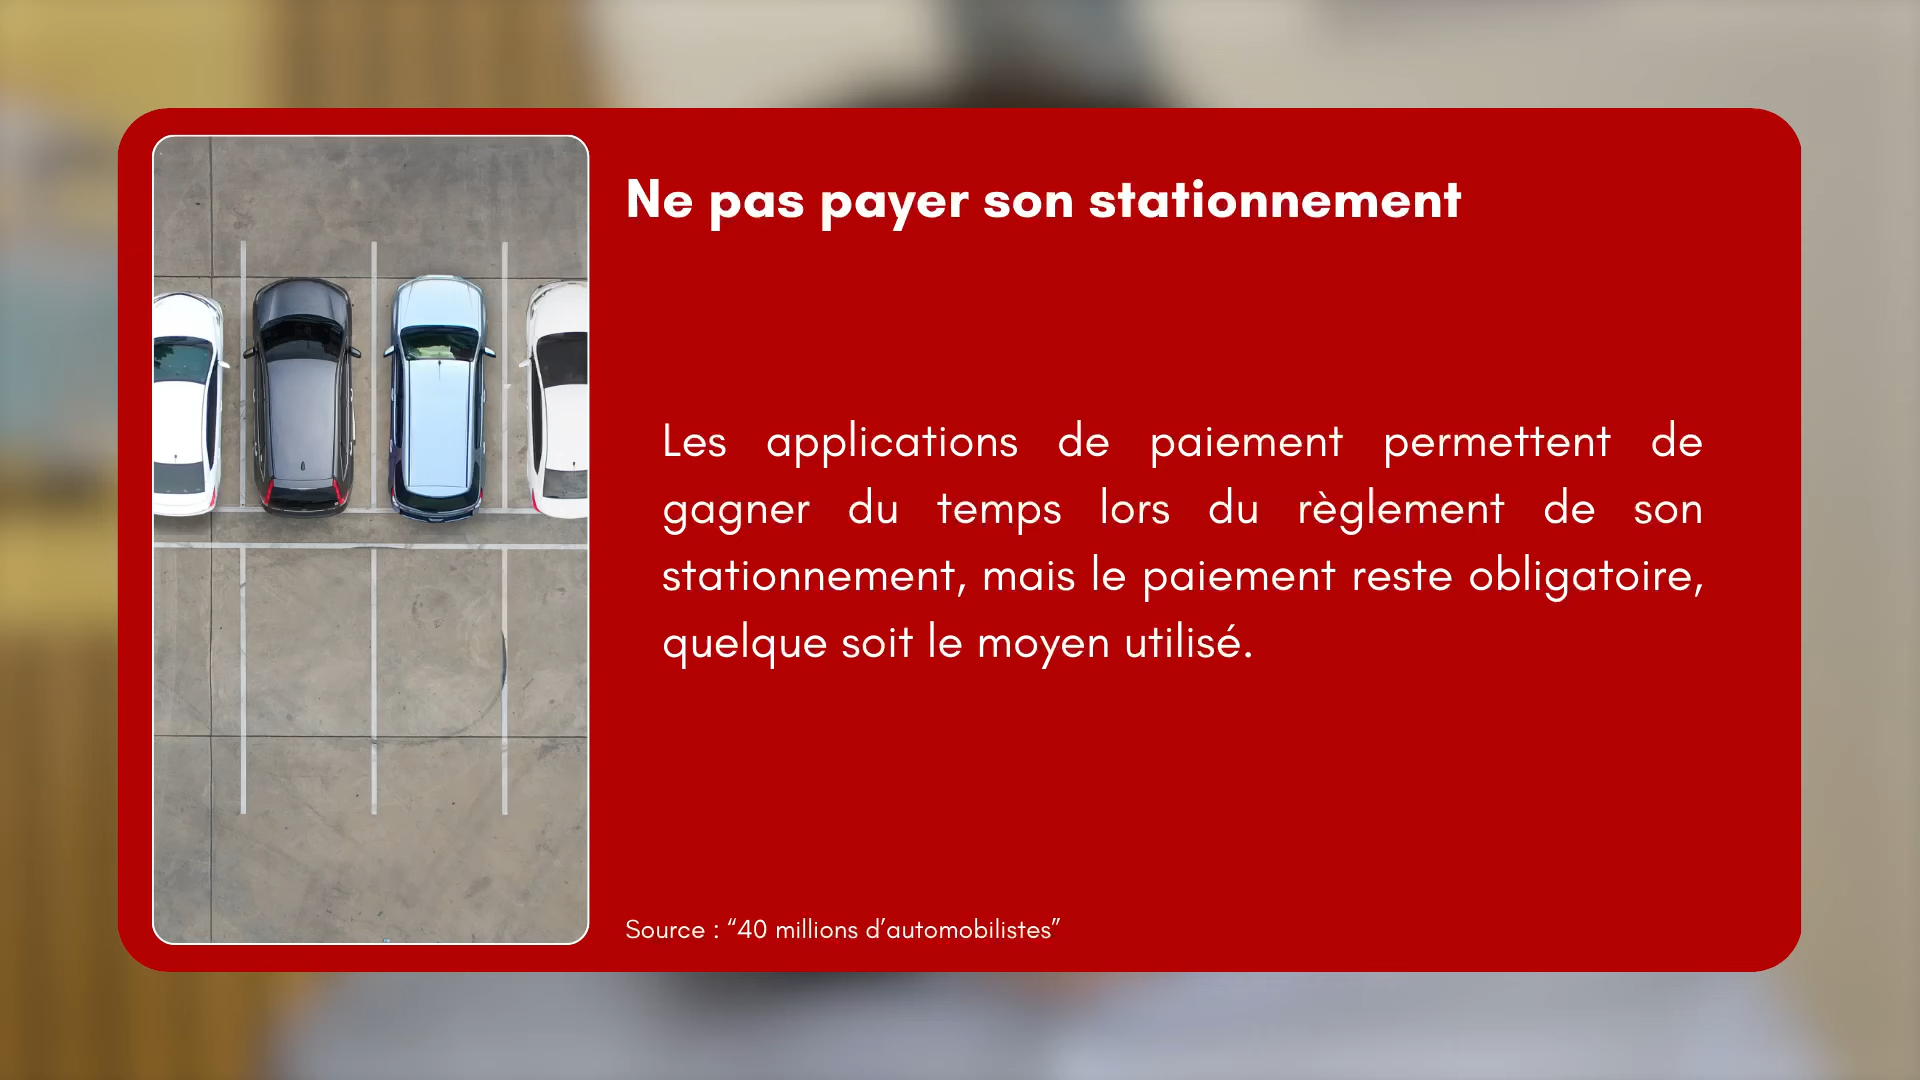 Ne pas payer son stationnement
Les applications de paiement permettent de
gagner du temps lors du règlement de son
stationnement, mais le paiement reste obligatoire,
quelque soit le moyen utilisé.
Source : “40 millions d’automobilistes”